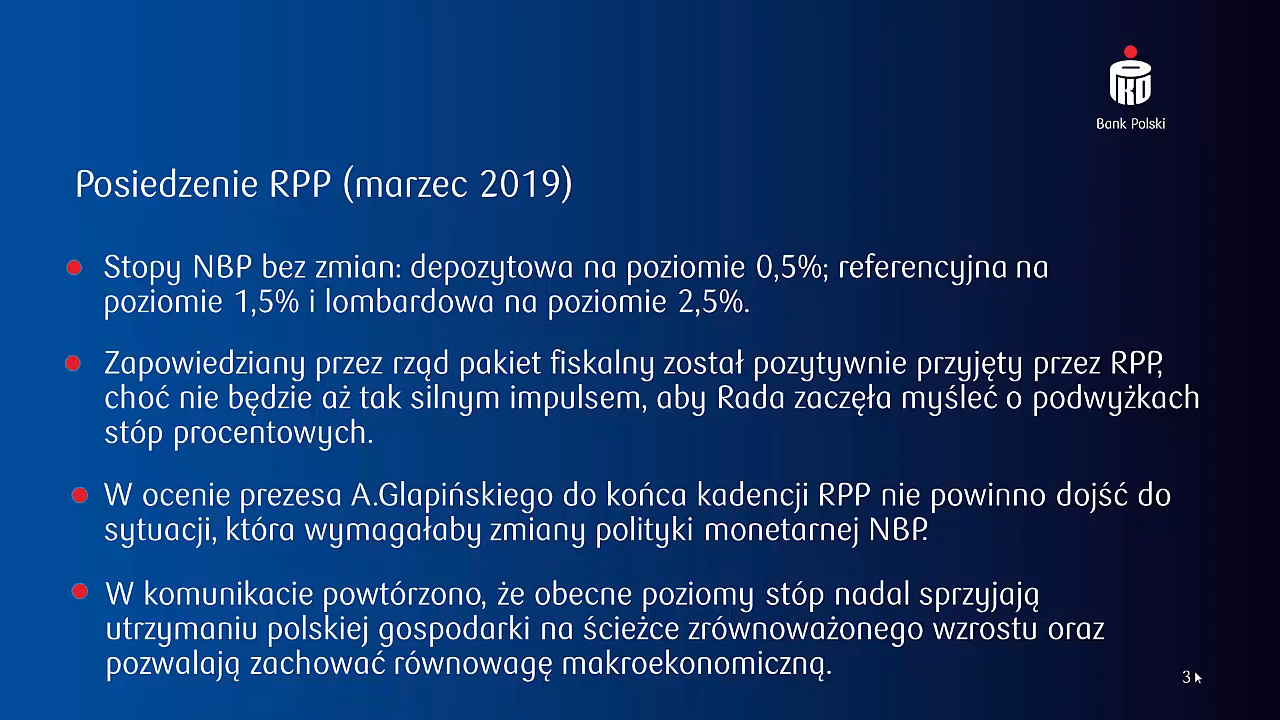 PKO
Bank Polski
Posiedzenie RPP (marzec 2019)
Stopy NBP bez zmian: depozytowa na poziomie 0,5%; referencyjna na
poziomie 1,5% i lombardowa na poziomie 2,5%.
Zapowiedziany przez rząd pakiet fiskalny został pozytywnie przyjęty przez RPP,
choć nie będzie aż tak silnym impulsem, aby Rada zaczęła myśleć o podwyżkach
stóp procentowych.
W ocenie prezesa A.Glapińskiego do końca kadencji RPP nie powinno dojść do
sytuacji, która wymagałaby zmiany polityki monetarnej NBP.
W komunikacie powtórzono, że obecne poziomy stóp nadal sprzyjają
utrzymaniu polskiej gospodarki na ścieżce zrównoważonego wzrostu oraz
pozwalają zachować równowagę makroekonomiczną.
3